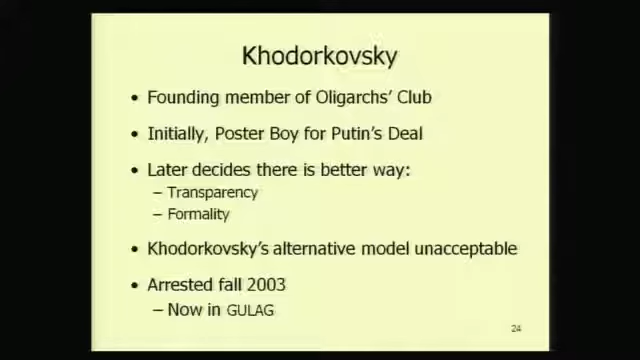 Khodorkovsky
• Founding member of Oligarchs' Club
• Initially, Poster Boy for Putin's Deal
• Later decides there is better way:
– Transparency
– Formality
• Khodorkovsky's alternative model unacceptable
• Arrested fall 2003
– Now in GULAG
24